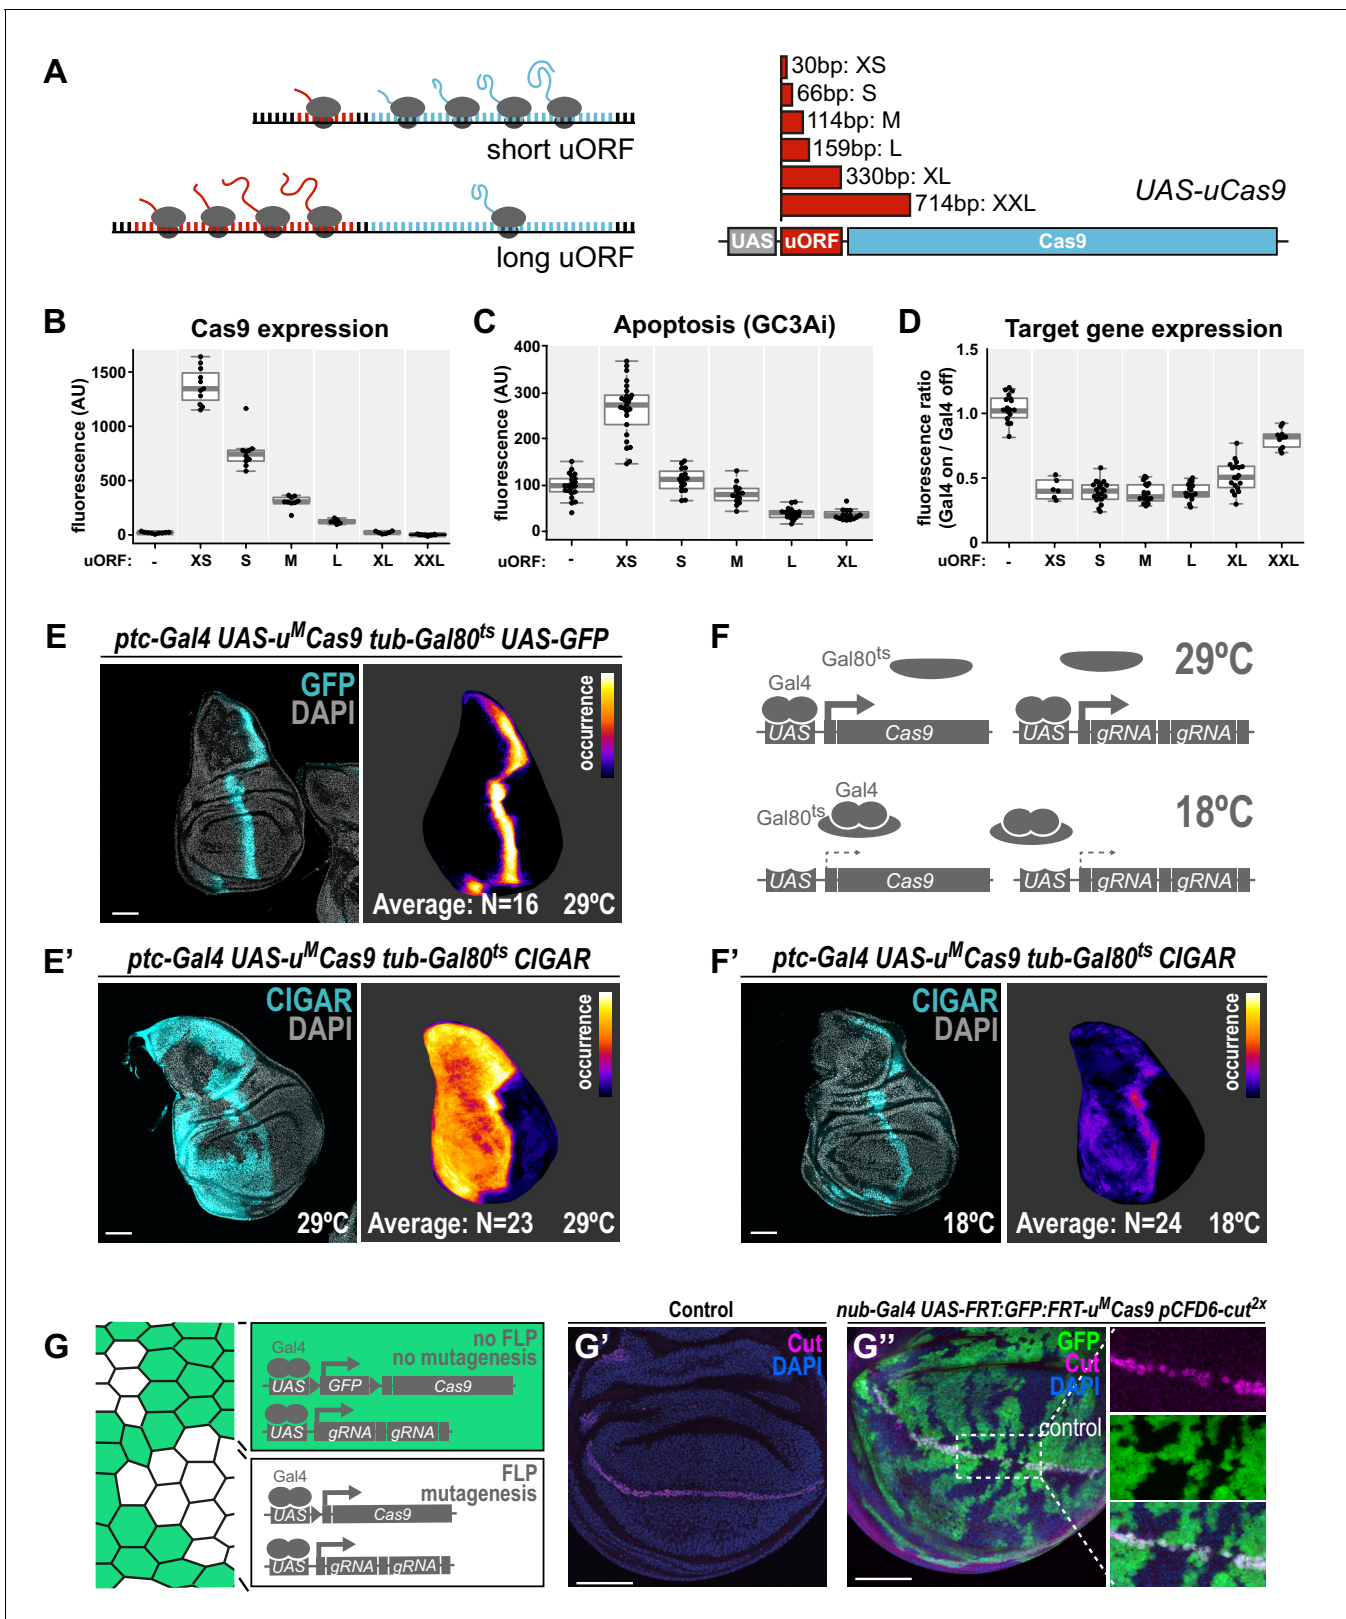 A
short uORF
long uORF
30bp: XS
66bp: S
114bp: M
159bp: L
330bp: XL
714bp: XXL
UAS-uCas9
UAS uORF Cas9
B
Cas9 expression
fluorescence (AU)
1500
1000
500
0
uORF: - XS S M L XL XXL
C
Apoptosis (GC3Ai)
fluorescence (AU)
400
300
200
100
0
uORF: - XS S M L XL
D
Target gene expression
fluorescence ratio
(Gal4 on / Gal4 off)
1.5
1.0
0.5
0
uORF: - XS S M L XL XXL
E
ptc-Gal4 UAS-uᴹCas9 tub-Gal80ᵗˢ UAS-GFP
GFP
DAPI
occurrence
Average: N=16 29ºC
F
Gal80ᵗˢ
29ºC
Gal4
UAS Cas9
UAS gRNA gRNA
Gal4
Gal80ᵗˢ
18ºC
UAS Cas9
UAS gRNA gRNA
E'
ptc-Gal4 UAS-uᴹCas9 tub-Gal80ᵗˢ CIGAR
CIGAR
DAPI
29ºC
occurrence
Average: N=23 29ºC
F'
ptc-Gal4 UAS-uᴹCas9 tub-Gal80ᵗˢ CIGAR
CIGAR
DAPI
18ºC
occurrence
Average: N=24 18ºC
G
no FLP
no mutagenesis
Gal4
UAS GFP Cas9
UAS gRNA gRNA
FLP
mutagenesis
Gal4
UAS Cas9
UAS gRNA gRNA
Control
G'
Cut
DAPI
nub-Gal4 UAS-FRT:GFP:FRT-uᴹCas9 pCFD6-cut²ˣ
G''
GFP
Cut
DAPI
control